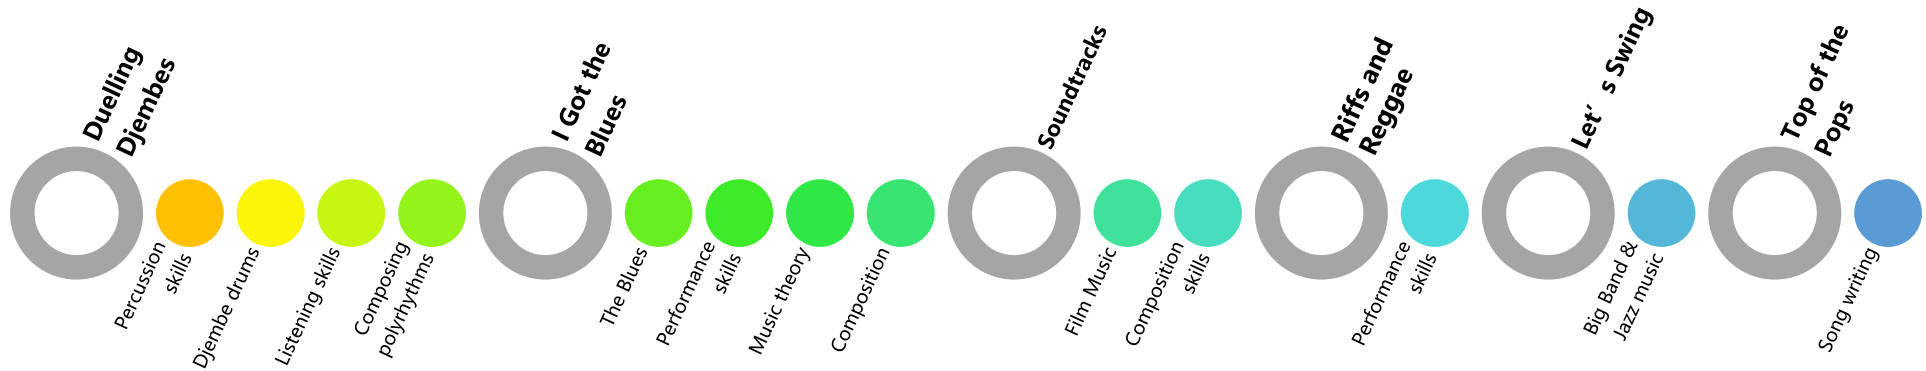 Duelling
Djembes
Percussion
skills
Djembe drums
Listening skills
Composing
polyrhythms
I Got the
Blues
The Blues
Performance
skills
Music theory
Composition
Soundtracks
Film Music
Composition
skills
Riffs and
Reggae
Performance
skills
Let’s Swing
Big Band &
Jazz music
Top of the
Pops
Song writing